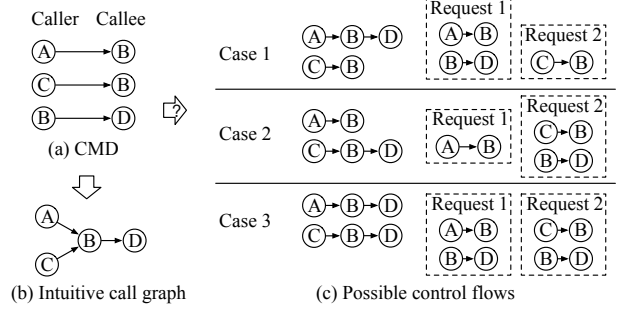 Caller Callee
A B
C B
B D
(a) CMD
?
A
B D
C
(b) Intuitive call graph
Case 1
A B D
C B
Request 1
A B
B D
Request 2
C B
Case 2
A B
C B D
Request 1
A B
Request 2
C B
B D
Case 3
A B D
C B D
Request 1
A B
B D
Request 2
C B
B D
(c) Possible control flows